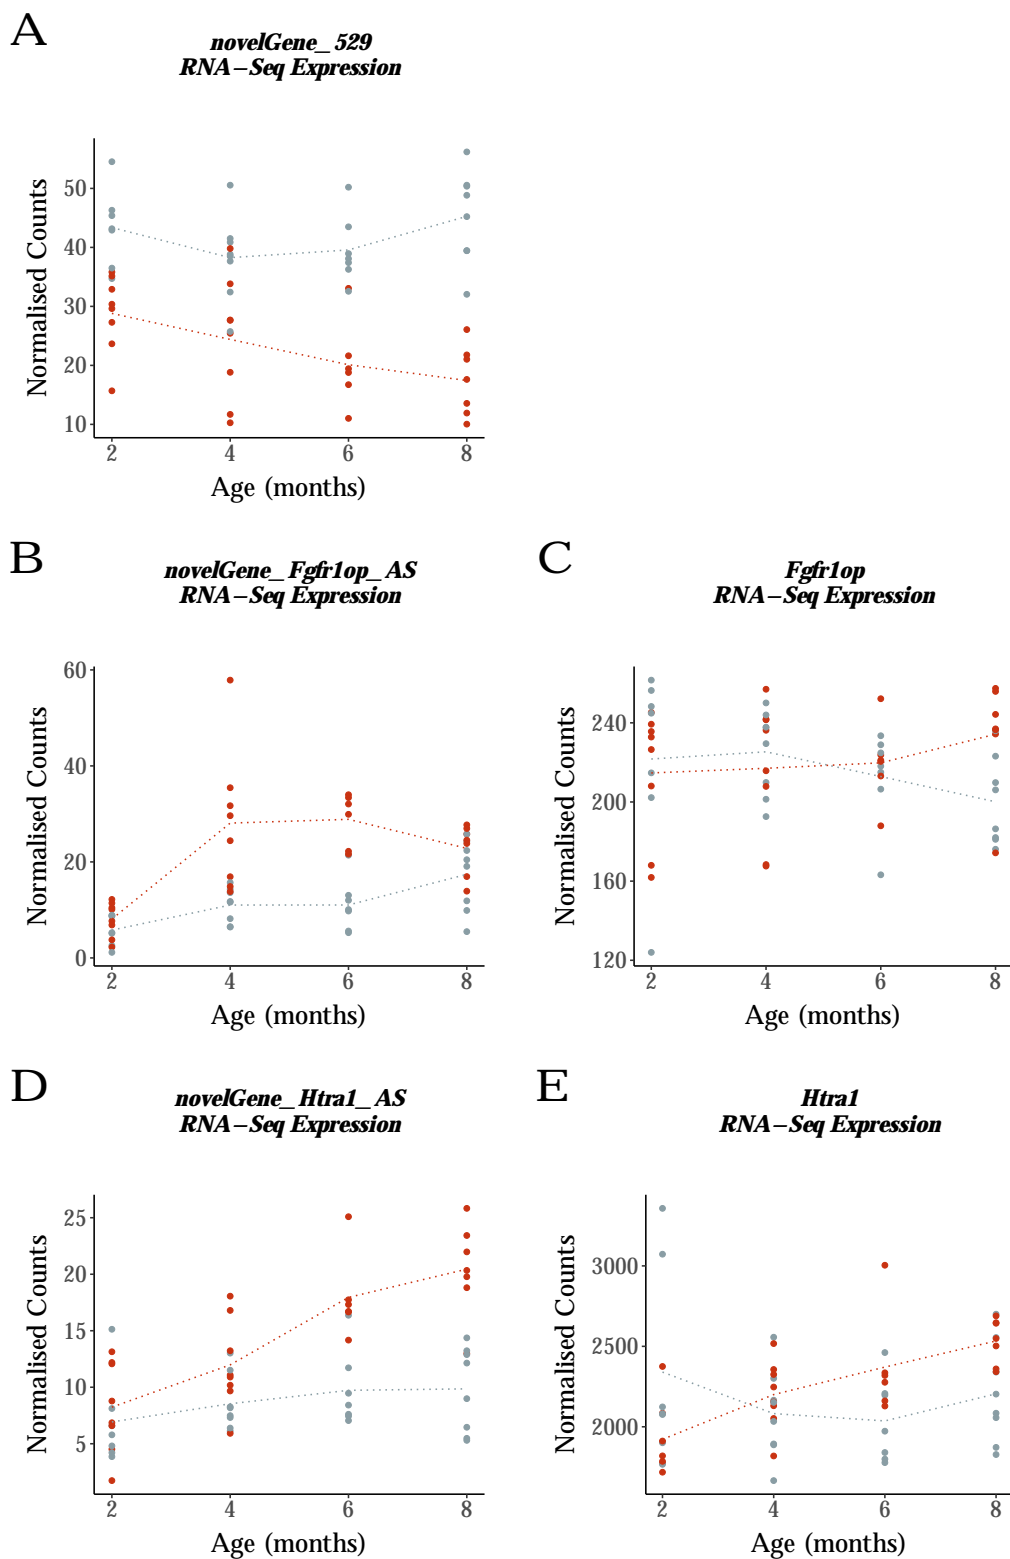 A
novelGene_529
RNA−Seq Expression
Normalised Counts
50
40
30
20
10
2 4 6 8
Age (months)
B
novelGene_Fgfr1op_AS
RNA−Seq Expression
Normalised Counts
60
40
20
0
2 4 6 8
Age (months)
C
Fgfr1op
RNA−Seq Expression
Normalised Counts
240
200
160
120
2 4 6 8
Age (months)
D
novelGene_Htra1_AS
RNA−Seq Expression
Normalised Counts
25
20
15
10
5
2 4 6 8
Age (months)
E
Htra1
RNA−Seq Expression
Normalised Counts
3000
2500
2000
2 4 6 8
Age (months)